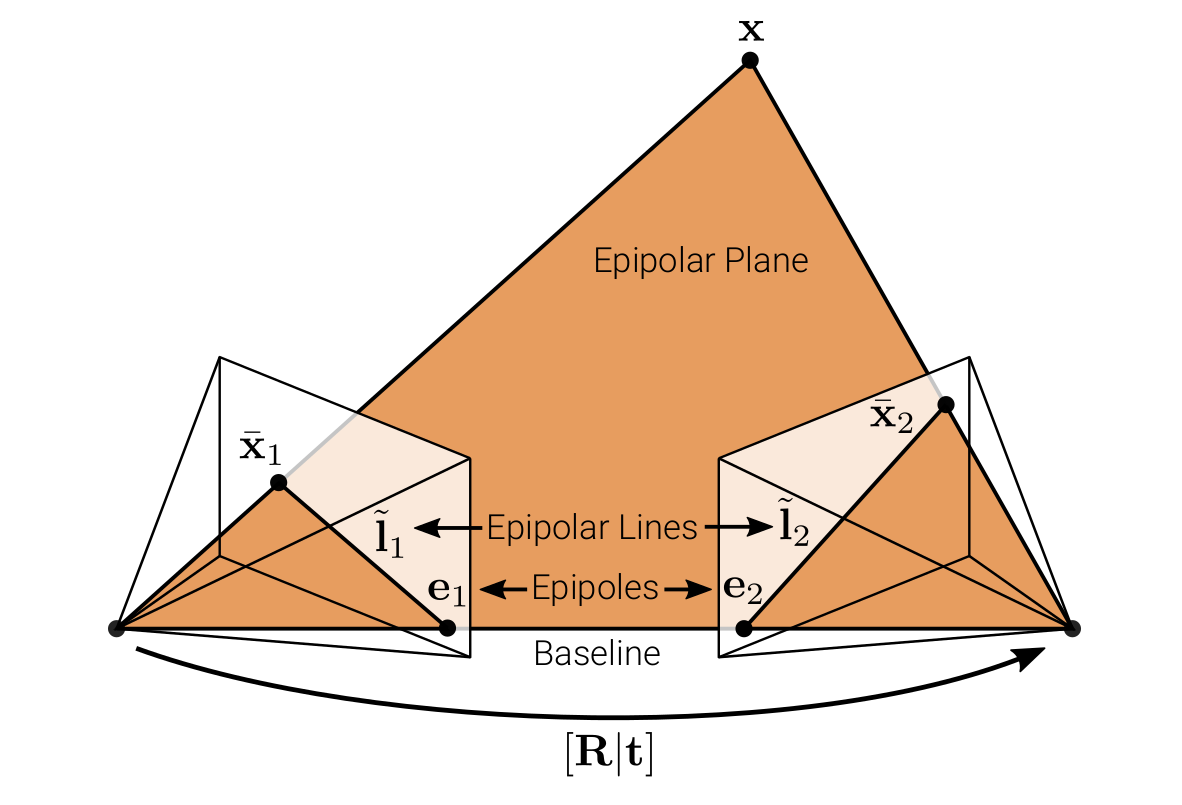 x
Epipolar Plane
x̄₁
x̄₂
l̃₁
Epipolar Lines
l̃₂
e₁
Epipoles
e₂
Baseline
[R|t]